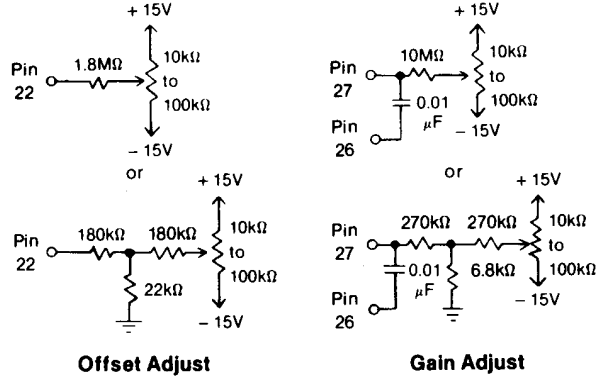 + 15V
Pin
22
1.8MΩ
10kΩ
to
100kΩ
− 15V
or
+ 15V
Pin
22
180kΩ
180kΩ
22kΩ
10kΩ
to
100kΩ
− 15V
Offset Adjust
+ 15V
Pin
27
10MΩ
10kΩ
to
100kΩ
0.01
μF
Pin
26
− 15V
or
+ 15V
Pin
27
270kΩ
270kΩ
10kΩ
to
100kΩ
0.01
μF
6.8kΩ
Pin
26
− 15V
Gain Adjust